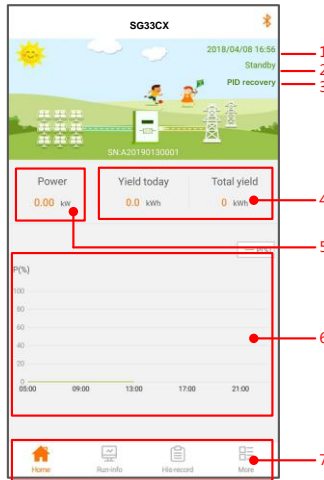 SG33CX
2018/04/08 16:56
1
Standby
2
PID recovery
3
SN:A20190130001
Power
Yield today
Total yield
0.00 kW
0.0 kWh
0 kWh
4
5
P(%)
P(%)
100
80
60
40
20
0
05:00 09:00 13:00 17:00 21:00
6
Home Run-info His-record More
7